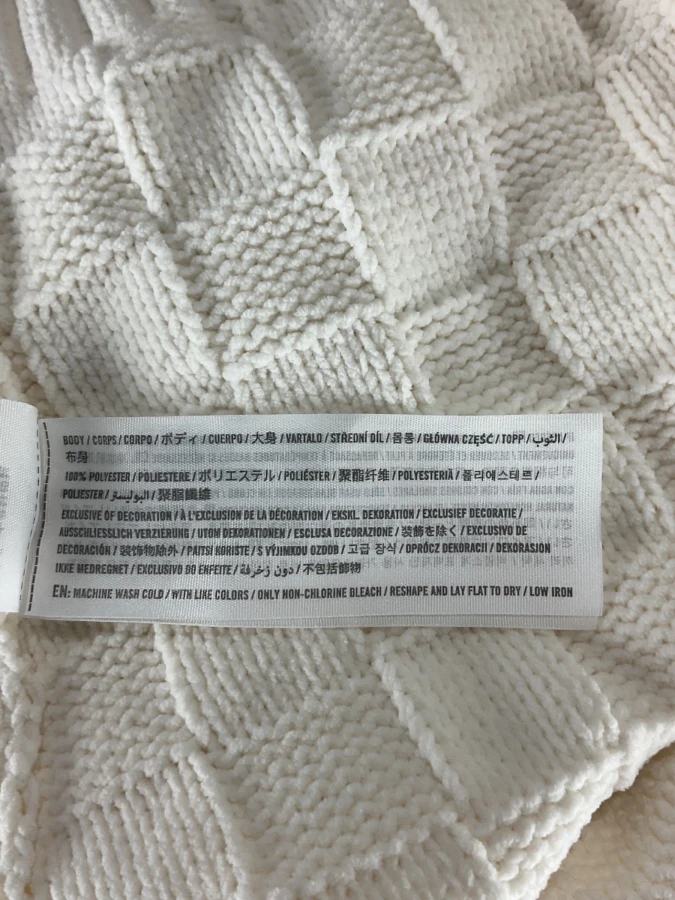 BODY / CORPS / CORPO / ボディ / CUERPO / 大身 / VARTALO / STŘEDNÍ DÍL / 몸통 / GŁÓWNA CZĘŚĆ / TOPP / الثوب /
布身
100% POLYESTER / POLIESTERE / ポリエステル / POLIÉSTER / 聚酯纤维 / POLYESTERIÄ / 폴리에스테르 /
POLIESTER / البوليستر / 聚酯纖維
EXCLUSIVE OF DECORATION / À L'EXCLUSION DE LA DÉCORATION / EKSKL. DEKORATION / EXCLUSIEF DECORATIE /
AUSSCHLIESSLICH VERZIERUNG / UTOM DEKORATIONEN / ESCLUSA DECORAZIONE / 装飾を除く / EXCLUSIVO DE
DECORACIÓN / 装饰物除外 / PAITSI KORISTE / S VÝJIMKOU OZDOB / 고급 장식 / OPRÓCZ DEKORACJI / DEKORASJON
IKKE MEDREGNET / EXCLUSIVO DO ENFEITE / دون زخرفة / 不包括飾物
EN: MACHINE WASH COLD / WITH LIKE COLORS / ONLY NON-CHLORINE BLEACH / RESHAPE AND LAY FLAT TO DRY / LOW IRON